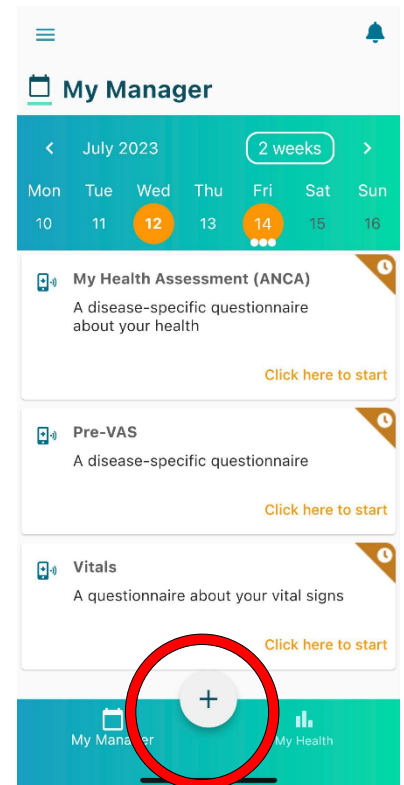 My Manager
July 2023 2 weeks
Mon Tue Wed Thu Fri Sat Sun
10 11 12 13 14 15 16
My Health Assessment (ANCA)
A disease-specific questionnaire
about your health
Click here to start
Pre-VAS
A disease-specific questionnaire
Click here to start
Vitals
A questionnaire about your vital signs
Click here to start
+
My Manager My Health